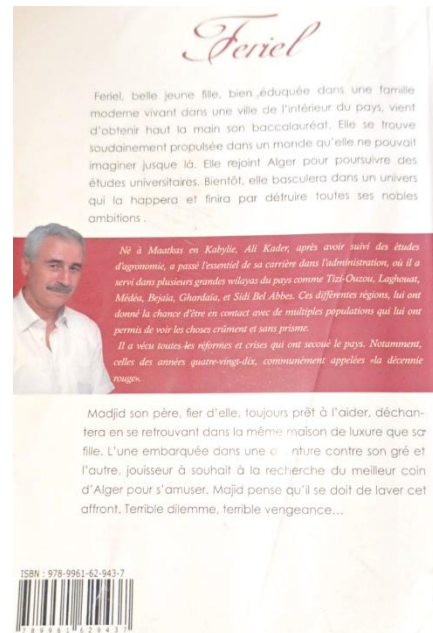 Feriel
Feriel, belle jeune fille, bien éduquée dans une famille
moderne vivant dans une ville de l'intérieur du pays, vient
d'obtenir haut la main son baccalauréat. Elle se trouve
soudainement propulsée dans un monde qu'elle ne pouvait
imaginer jusque là. Elle rejoint Alger pour poursuivre des
études universitaires. Bientôt, elle basculera dans un univers
qui la happera et finira par détruire toutes ses nobles
ambitions .
Né à Maatkas en Kabylie, Ali Kader, après avoir suivi des études
d'agronomie, a passé l'essentiel de sa carrière dans l'administration, où il a
servi dans plusieurs grandes wilayas du pays comme Tizi-Ouzou, Laghouat,
Médéa, Bejaïa, Ghardaïa, et Sidi Bel Abbes. Ces différentes régions, lui ont
donné la chance d'être en contact avec de multiples populations qui lui ont
permis de voir les choses crûment et sans prisme.
Il a vécu toutes les réformes et crises qui ont secoué le pays. Notamment,
celles des années quatre-vingt-dix, communément appelées «la décennie
rouge».
Madjid son père, fier d'elle, toujours prêt à l'aider, déchan-
tera en se retrouvant dans la même maison de luxure que sa
fille. L'une embarquée dans une contre son gré et
l'autre, jouisseur à souhait à la recherche du meilleur coin
d'Alger pour s'amuser. Majid pense qu'il se doit de laver cet
affront. Terrible dilemme, terrible vengeance...
ISBN : 978-9961-62-943-7
789961629437